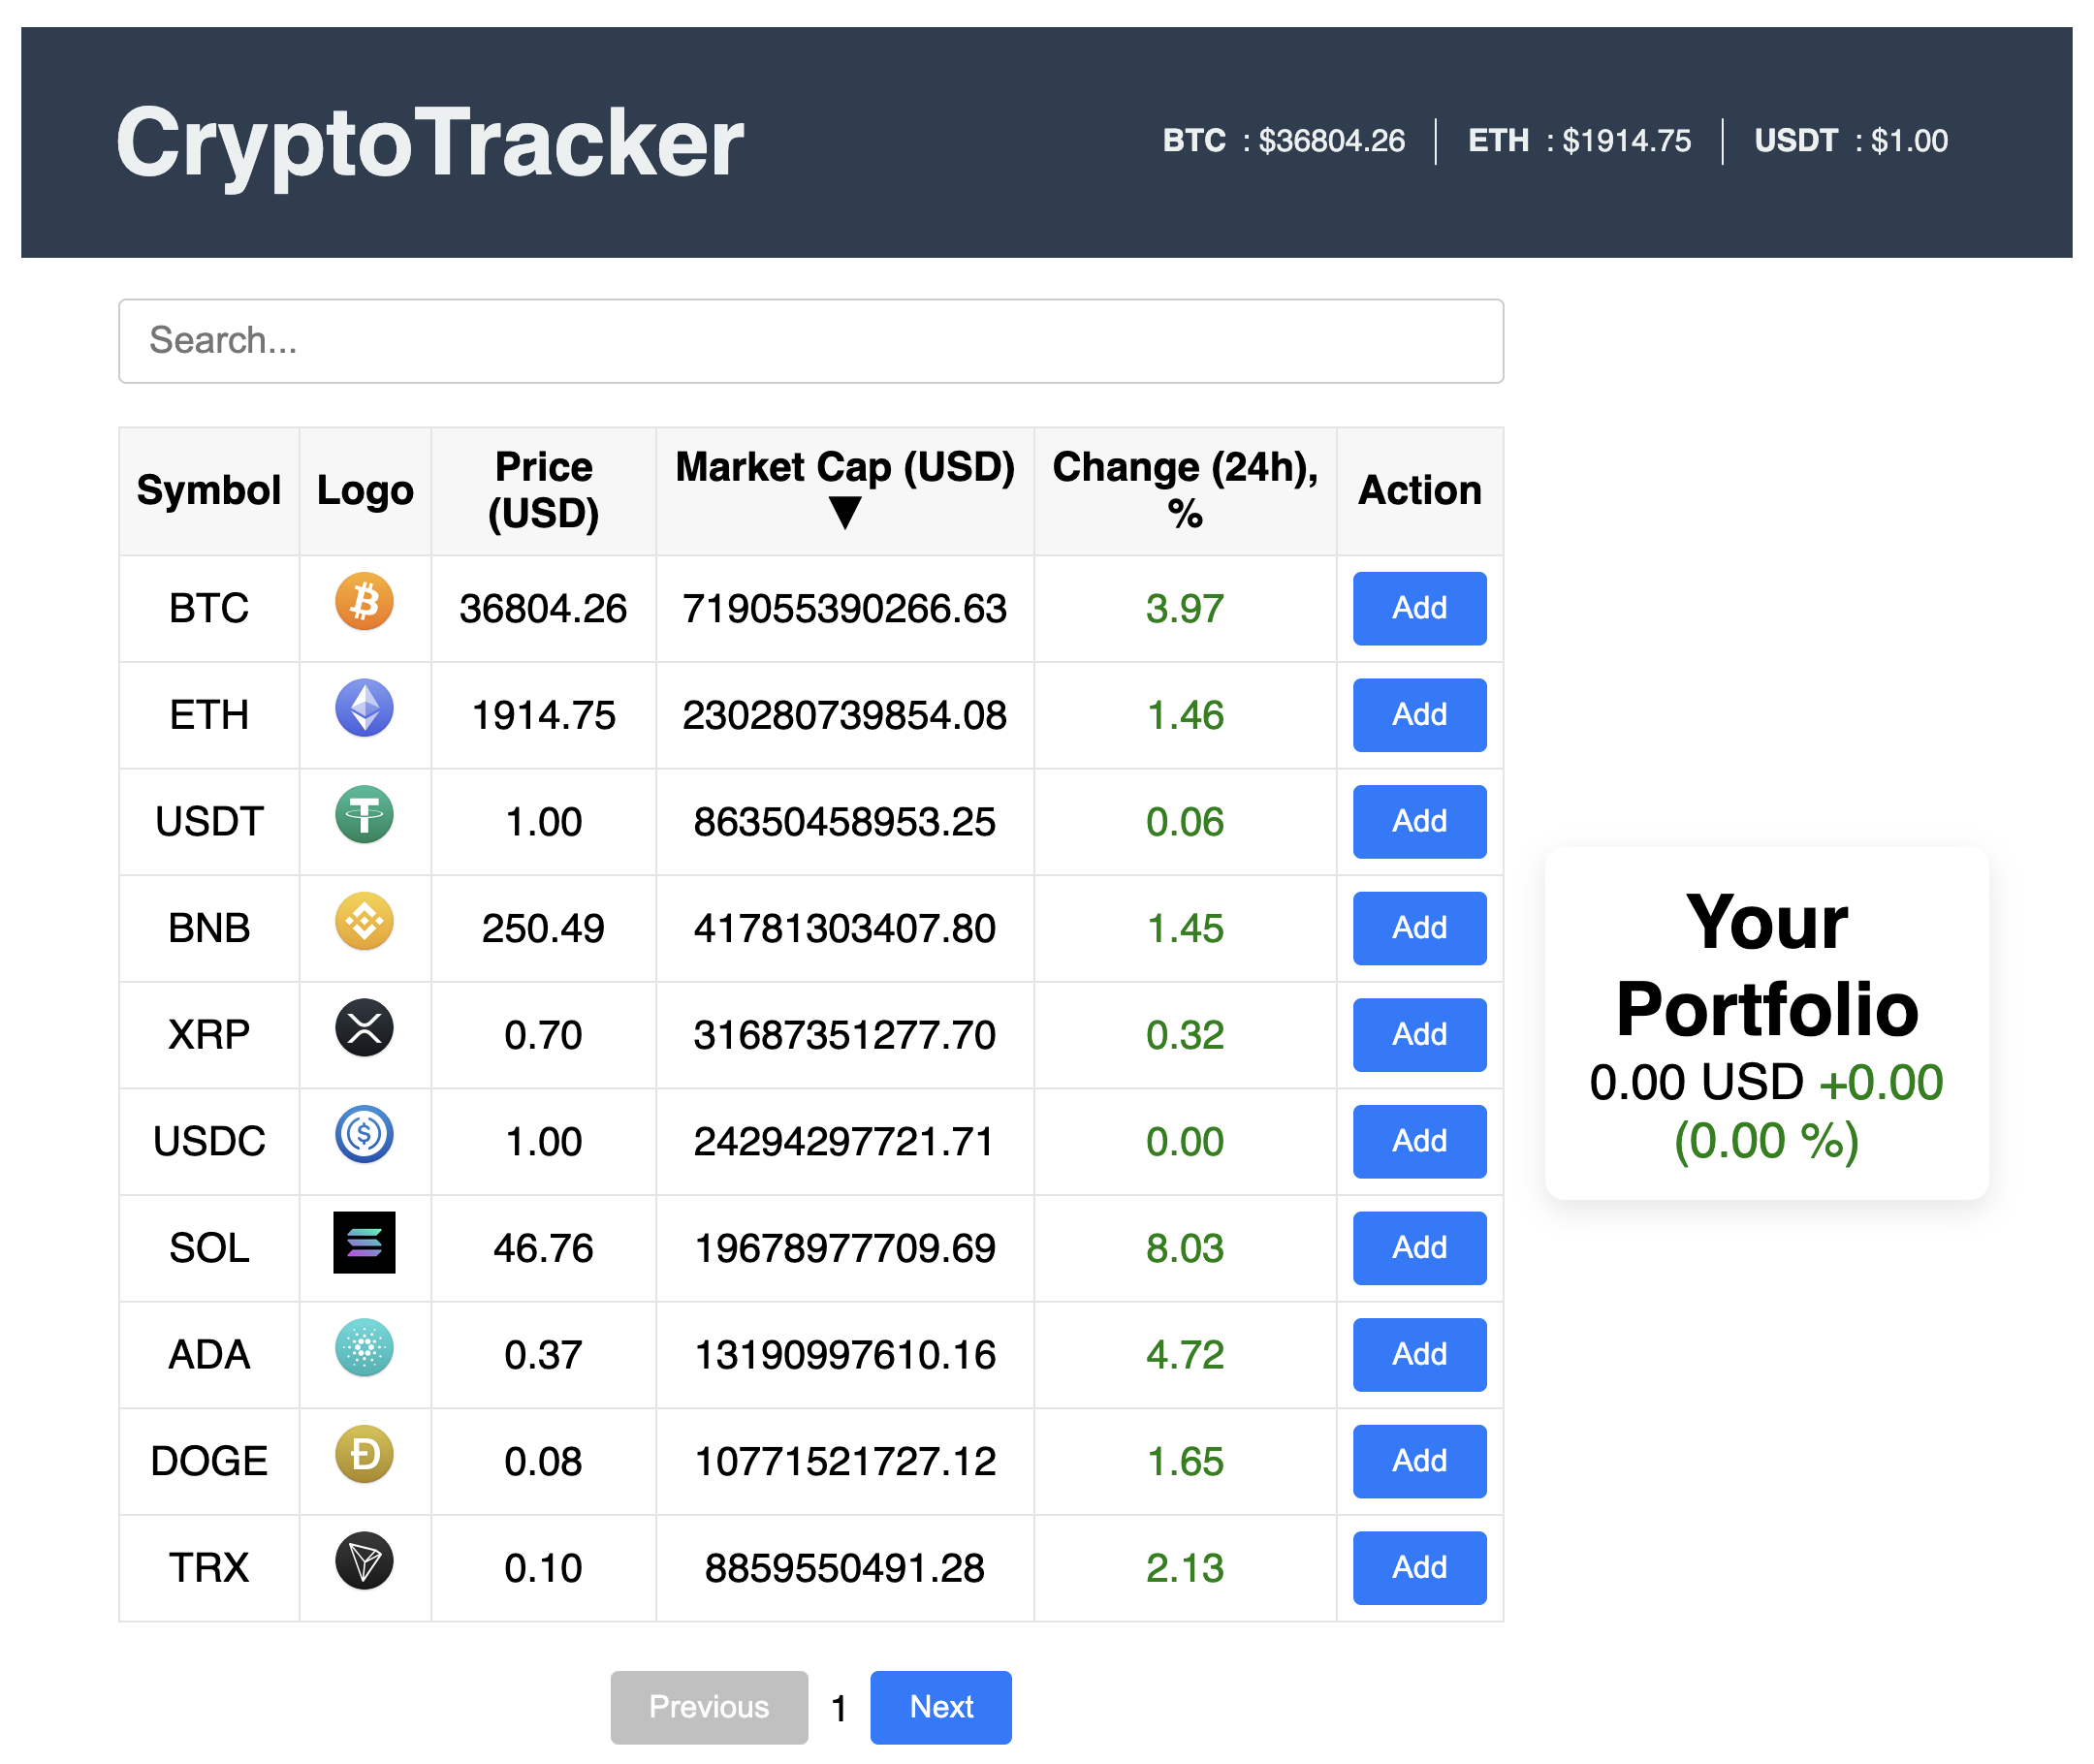 CryptoTracker
BTC : $36804.26 ETH : $1914.75 USDT : $1.00
Search...
Symbol Logo Price (USD) Market Cap (USD) ▼ Change (24h), % Action
BTC 36804.26 719055390266.63 3.97 Add
ETH 1914.75 230280739854.08 1.46 Add
USDT 1.00 86350458953.25 0.06 Add
BNB 250.49 41781303407.80 1.45 Add
XRP 0.70 31687351277.70 0.32 Add
USDC 1.00 24294297721.71 0.00 Add
SOL 46.76 19678977709.69 8.03 Add
ADA 0.37 13190997610.16 4.72 Add
DOGE 0.08 10771521727.12 1.65 Add
TRX 0.10 8859550491.28 2.13 Add
Previous 1 Next
Your
Portfolio
0.00 USD +0.00
(0.00 %)